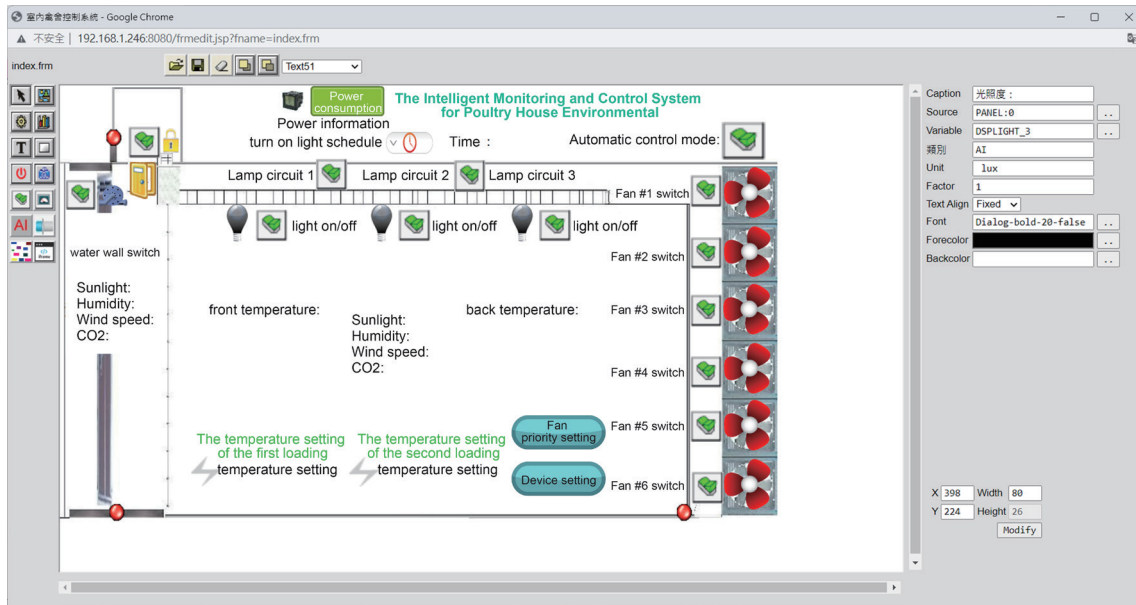 室內禽舍控制系統 - Google Chrome
不安全 | 192.168.1.246:8080/frmedit.jsp?fname=index.frm
index.frm
Text51
Power
consumption
The Intelligent Monitoring and Control System
for Poultry House Environmental
Power information
turn on light schedule
Time :
Automatic control mode:
Lamp circuit 1
Lamp circuit 2
Lamp circuit 3
Fan #1 switch
light on/off
light on/off
light on/off
water wall switch
Fan #2 switch
Sunlight:
Humidity:
Wind speed:
CO2:
front temperature:
Sunlight:
Humidity:
Wind speed:
CO2:
back temperature:
Fan #3 switch
Fan #4 switch
The temperature setting
of the first loading
temperature setting
The temperature setting
of the second loading
temperature setting
Fan
priority setting
Fan #5 switch
Device setting
Fan #6 switch
T
AI
Caption 光照度：
Source PANEL:0 ..
Variable DSPLIGHT_3 ..
類別 AI
Unit lux
Factor 1
Text Align Fixed
Font Dialog-bold-20-false ..
Forecolor ..
Backcolor ..
X 398 Width 80
Y 224 Height 26
Modify